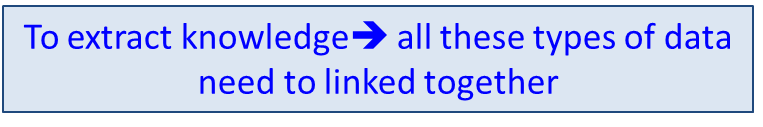 To extract knowledge🡺 all these types of data
need to linked together